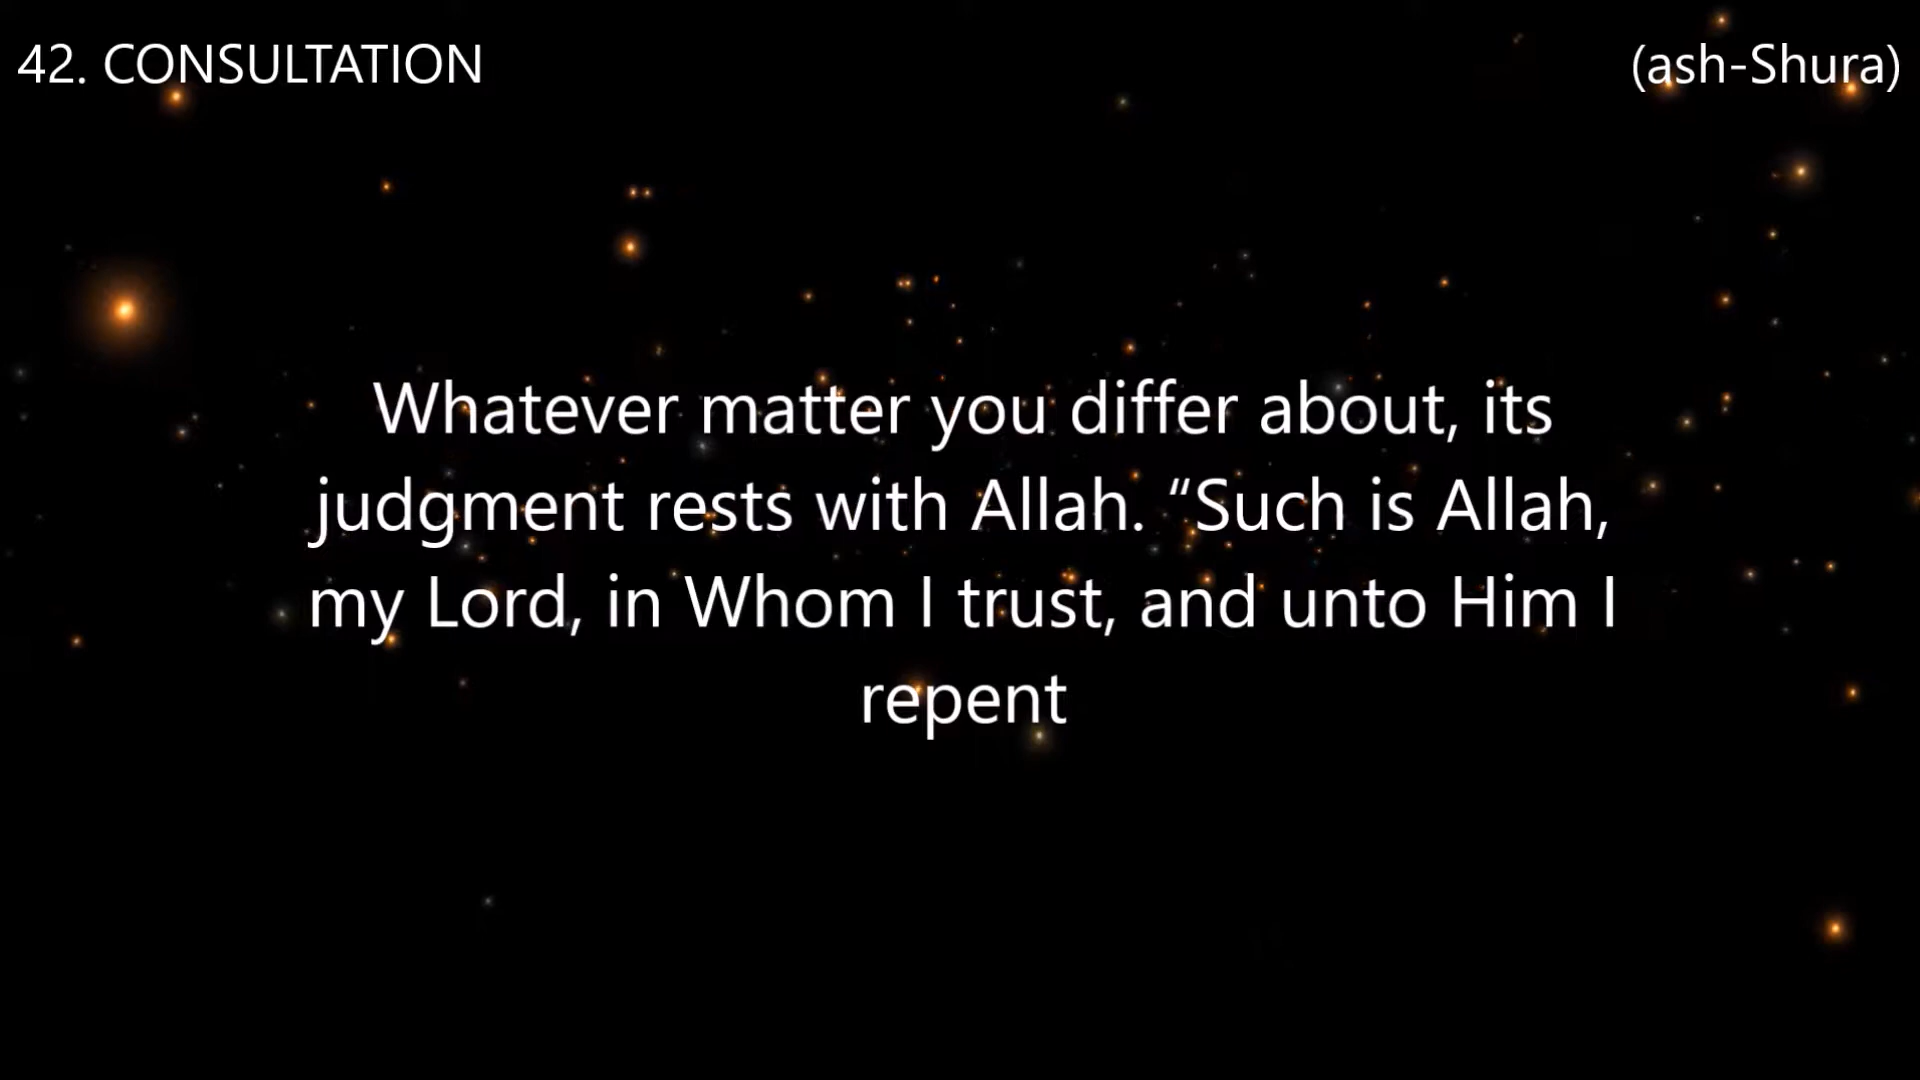 42. CONSULTATION (ash-Shura)
Whatever matter you differ about, its
judgment rests with Allah. “Such is Allah,
my Lord, in Whom I trust, and unto Him I
repent